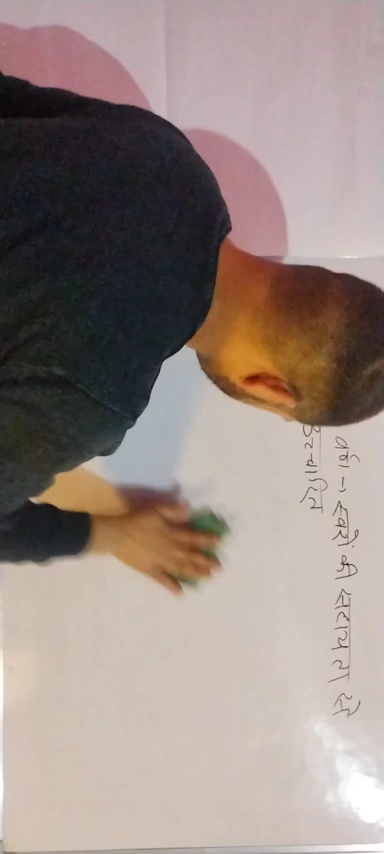 वर्ण → स्वरों की सहायता से
उच्चारित